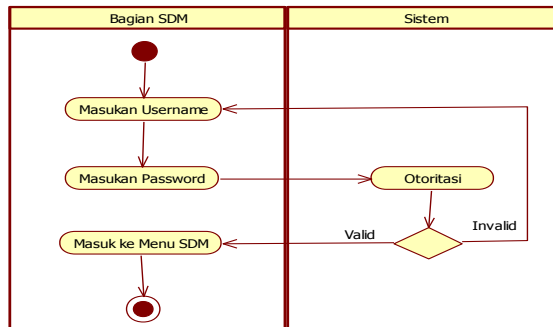 Bagian SDM
Sistem
Masukan Username
Masukan Password
Otoritasi
Valid
Invalid
Masuk ke Menu SDM